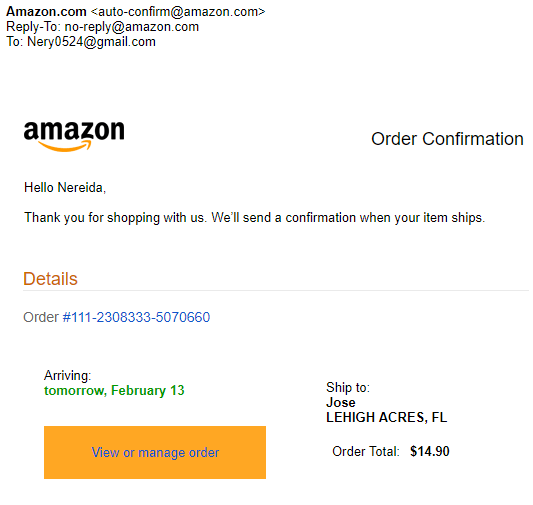 Amazon.com <auto-confirm@amazon.com>
Reply-To: no-reply@amazon.com
To: Nery0524@gmail.com
amazon
Order Confirmation
Hello Nereida,
Thank you for shopping with us. We’ll send a confirmation when your item ships.
Details
Order #111-2308333-5070660
Arriving:
tomorrow, February 13
Ship to:
Jose
LEHIGH ACRES, FL
View or manage order
Order Total: $14.90